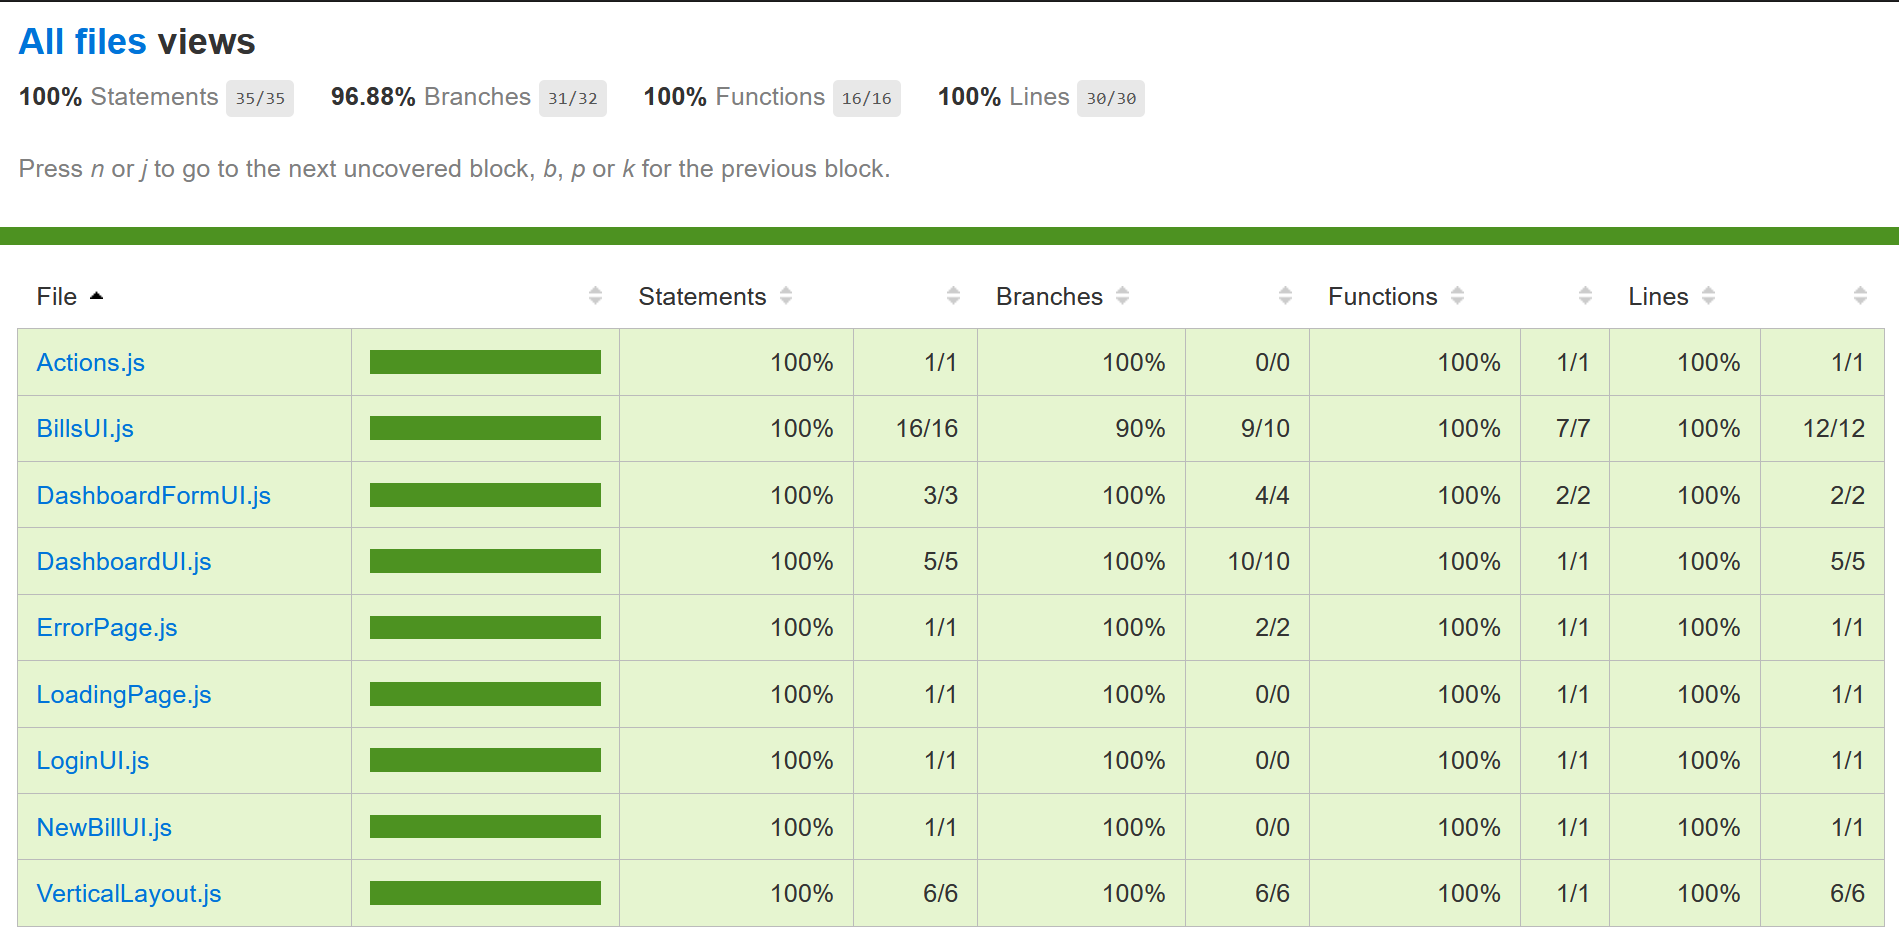 All files views
100% Statements 35/35 96.88% Branches 31/32 100% Functions 16/16 100% Lines 30/30
Press n or j to go to the next uncovered block, b, p or k for the previous block.
File Statements Branches Functions Lines
Actions.js 100% 1/1 100% 0/0 100% 1/1 100% 1/1
BillsUI.js 100% 16/16 90% 9/10 100% 7/7 100% 12/12
DashboardFormUI.js 100% 3/3 100% 4/4 100% 2/2 100% 2/2
DashboardUI.js 100% 5/5 100% 10/10 100% 1/1 100% 5/5
ErrorPage.js 100% 1/1 100% 2/2 100% 1/1 100% 1/1
LoadingPage.js 100% 1/1 100% 0/0 100% 1/1 100% 1/1
LoginUI.js 100% 1/1 100% 0/0 100% 1/1 100% 1/1
NewBillUI.js 100% 1/1 100% 0/0 100% 1/1 100% 1/1
VerticalLayout.js 100% 6/6 100% 6/6 100% 1/1 100% 6/6